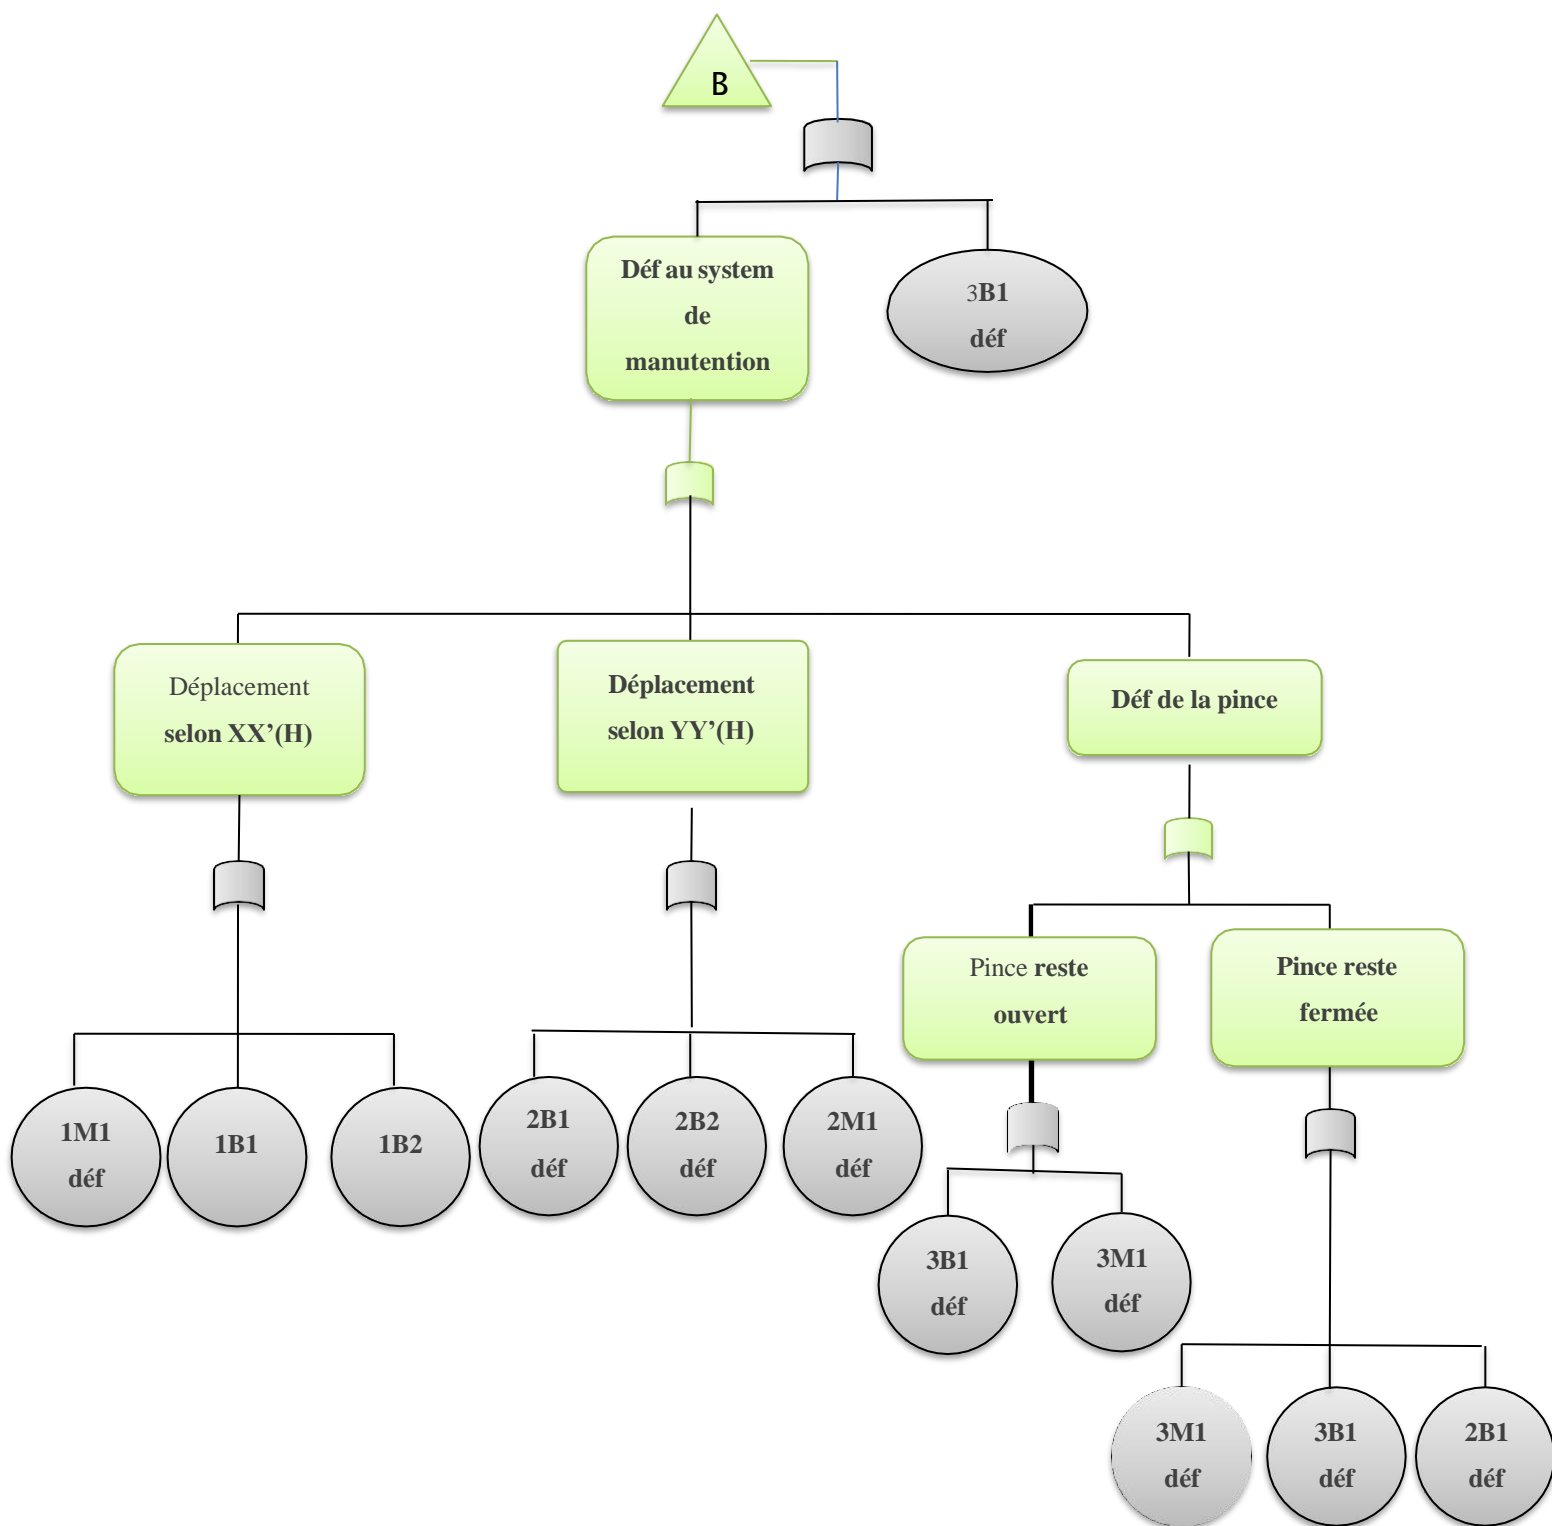 B
Déf au system
de
manutention
3B1
déf
Déplacement
selon XX’(H)
Déplacement
selon YY’(H)
Déf de la pince
Pince reste
ouvert
Pince reste
fermée
1M1
déf
1B1
1B2
2B1
déf
2B2
déf
2M1
déf
3B1
déf
3M1
déf
3M1
déf
3B1
déf
2B1
déf